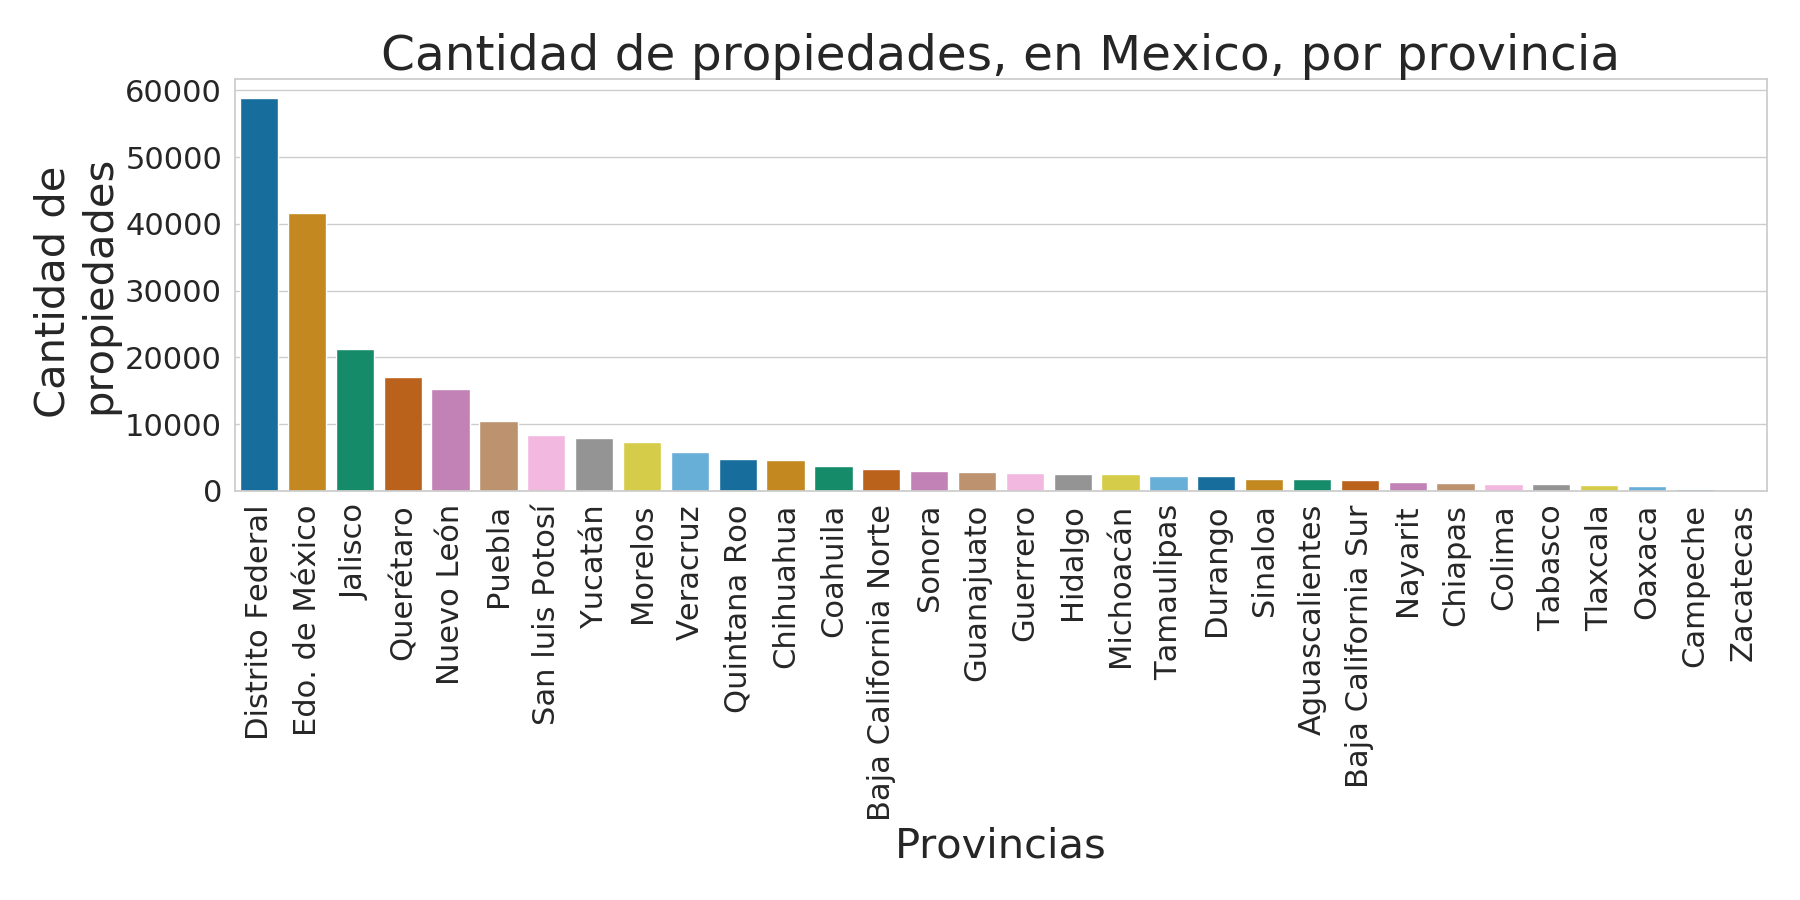 Cantidad de propiedades, en Mexico, por provincia
Cantidad de
propiedades
60000
50000
40000
30000
20000
10000
0
Distrito Federal
Edo. de México
Jalisco
Querétaro
Nuevo León
Puebla
San luis Potosí
Yucatán
Morelos
Veracruz
Quintana Roo
Chihuahua
Coahuila
Baja California Norte
Sonora
Guanajuato
Guerrero
Hidalgo
Michoacán
Tamaulipas
Durango
Sinaloa
Aguascalientes
Baja California Sur
Nayarit
Chiapas
Colima
Tabasco
Tlaxcala
Oaxaca
Campeche
Zacatecas
Provincias